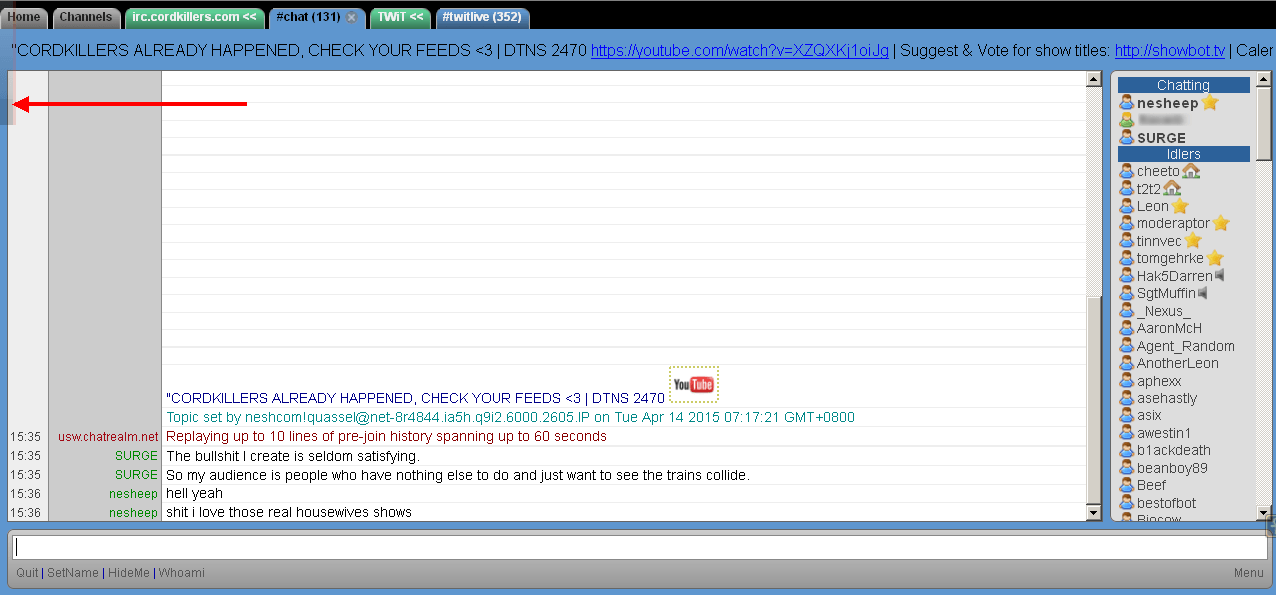 Home Channels irc.cordkillers.com << #chat (131) TWiT << #twitlive (352)
"CORDKILLERS ALREADY HAPPENED, CHECK YOUR FEEDS <3 | DTNS 2470 https://youtube.com/watch?v=XZQXKj1oiJg | Suggest & Vote for show titles: http://showbot.tv | Caler
"CORDKILLERS ALREADY HAPPENED, CHECK YOUR FEEDS <3 | DTNS 2470 YouTube
Topic set by neshcom!quassel@net-8r4844.ia5h.q9i2.6000.2605.IP on Tue Apr 14 2015 07:17:21 GMT+0800
15:35 usw.chatrealm.net Replaying up to 10 lines of pre-join history spanning up to 60 seconds
15:35 SURGE The bullshit I create is seldom satisfying.
15:35 SURGE So my audience is people who have nothing else to do and just want to see the trains collide.
15:36 nesheep hell yeah
15:36 nesheep shit i love those real housewives shows
Chatting
nesheep
SURGE
Idlers
cheeto
t2t2
Leon
moderaptor
tinnvec
tomgehrke
Hak5Darren
SgtMuffin
_Nexus_
AaronMcH
Agent_Random
AnotherLeon
aphexx
asehastly
asix
awestin1
b1ackdeath
beanboy89
Beef
bestofbot
Biocow
Quit | SetName | HideMe | Whoami
Menu